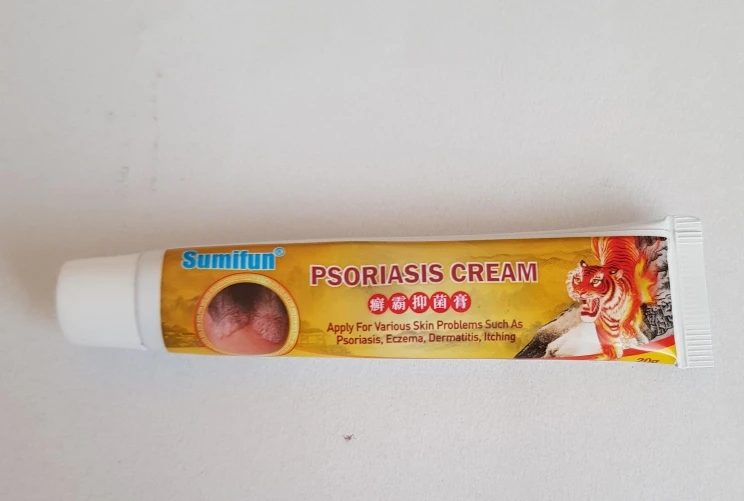 Sumifun®
PSORIASIS CREAM
癣霸抑菌膏
Apply For Various Skin Problems Such As
Psoriasis, Eczema, Dermatitis, Itching
20g